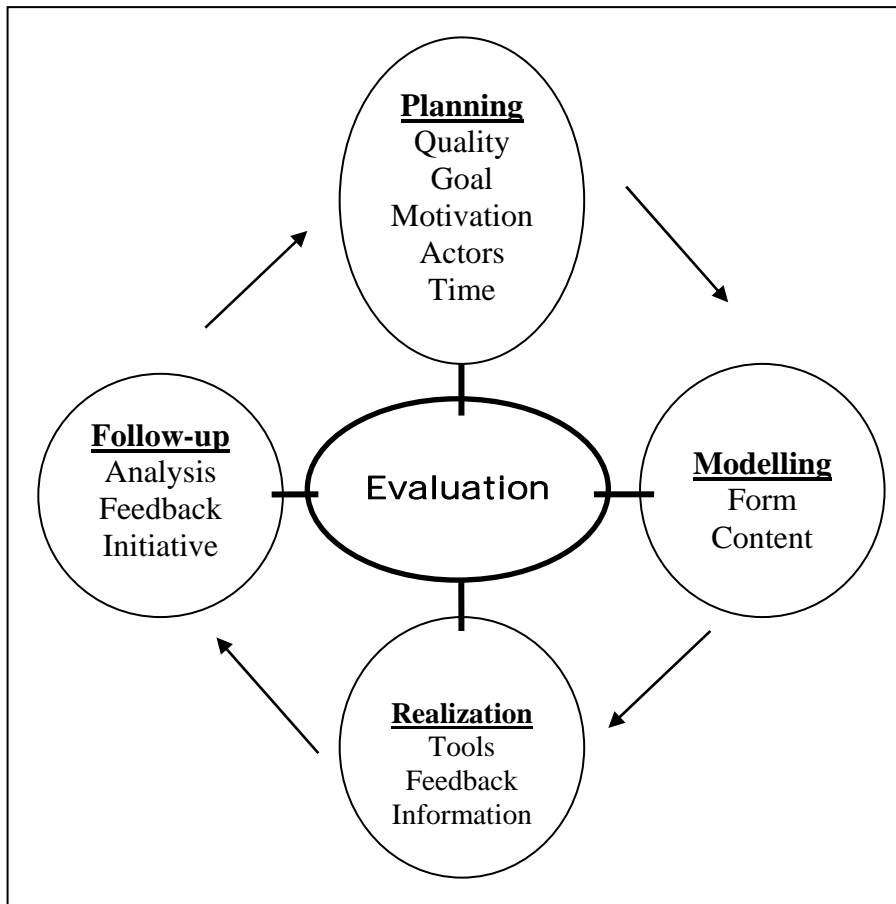 Planning
Quality
Goal
Motivation
Actors
Time
Follow-up
Analysis
Feedback
Initiative
Evaluation
Modelling
Form
Content
Realization
Tools
Feedback
Information